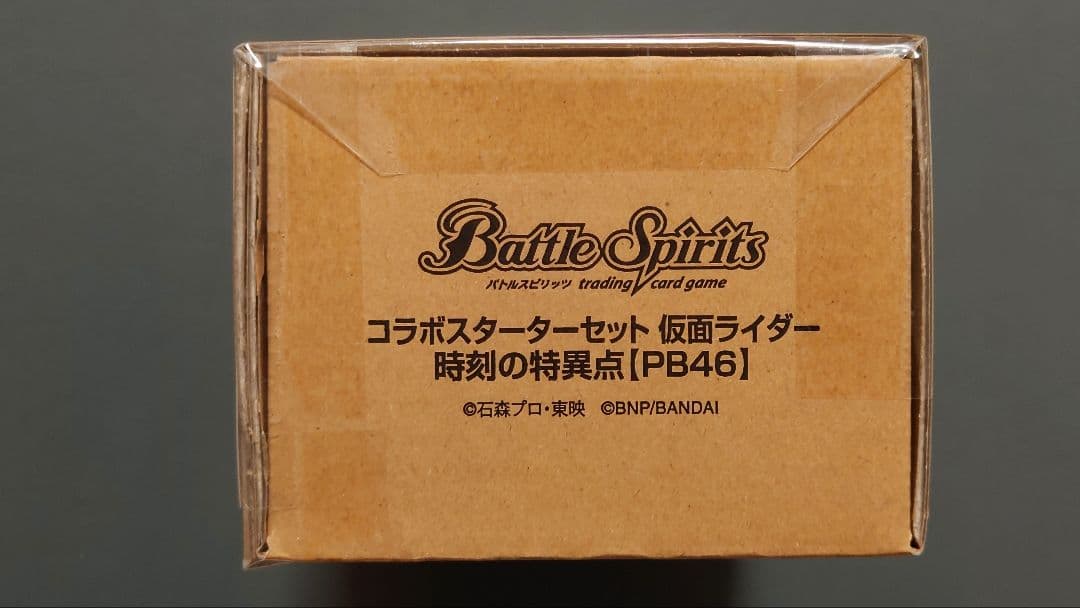 Battle Spirits
バトルスピリッツ trading card game
コラボスターターセット 仮面ライダー
時刻の特異点【PB46】
©石森プロ・東映 ©BNP/BANDAI